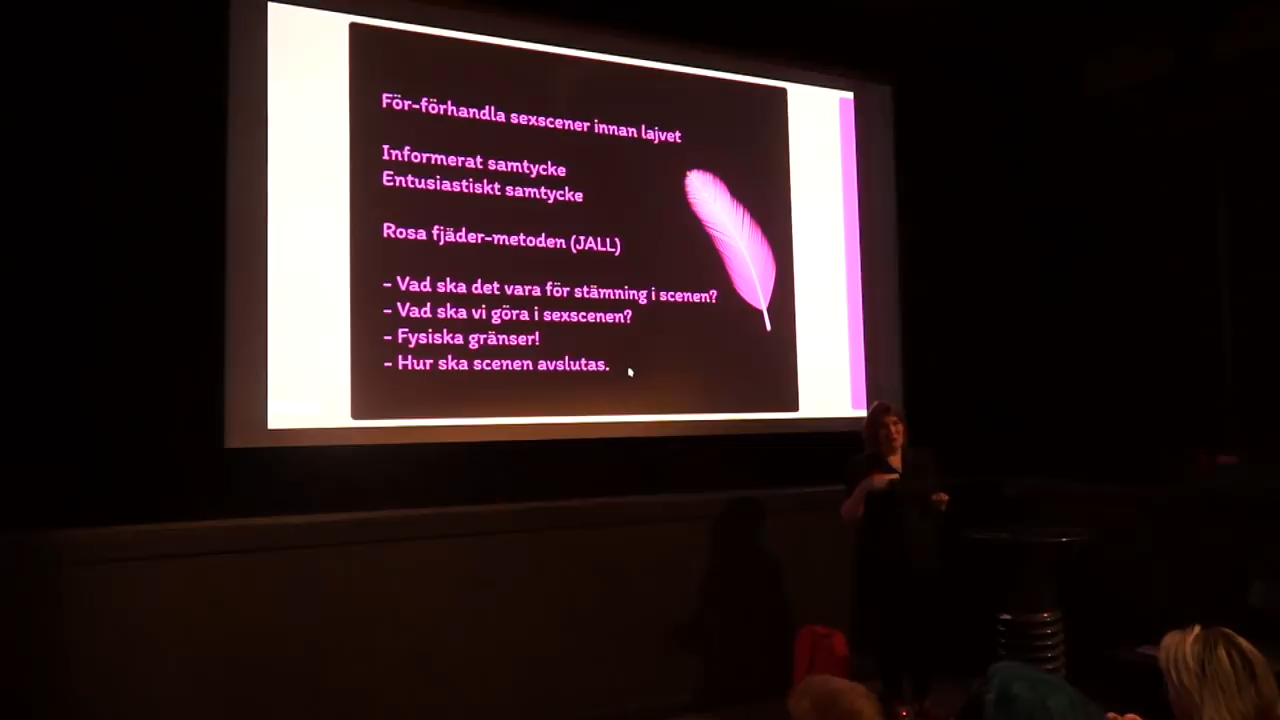 För-förhandla sexscener innan lajvet
Informerat samtycke
Entusiastiskt samtycke
Rosa fjäder-metoden (JALL)
- Vad ska det vara för stämning i scenen?
- Vad ska vi göra i sexscenen?
- Fysiska gränser!
- Hur ska scenen avslutas.